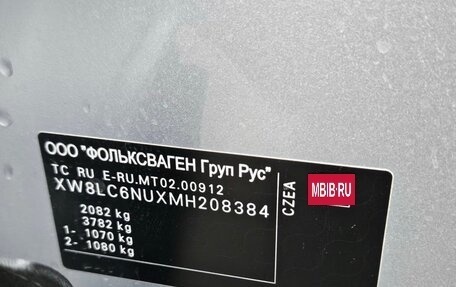 ООО "ФОЛЬКСВАГЕН Груп Рус"
TC RU E-RU.MT02.00912
XW8LC6NUXMH208384
2082 kg
3782 kg
1- 1070 kg
2- 1080 kg
CZEA
MBIB.RU